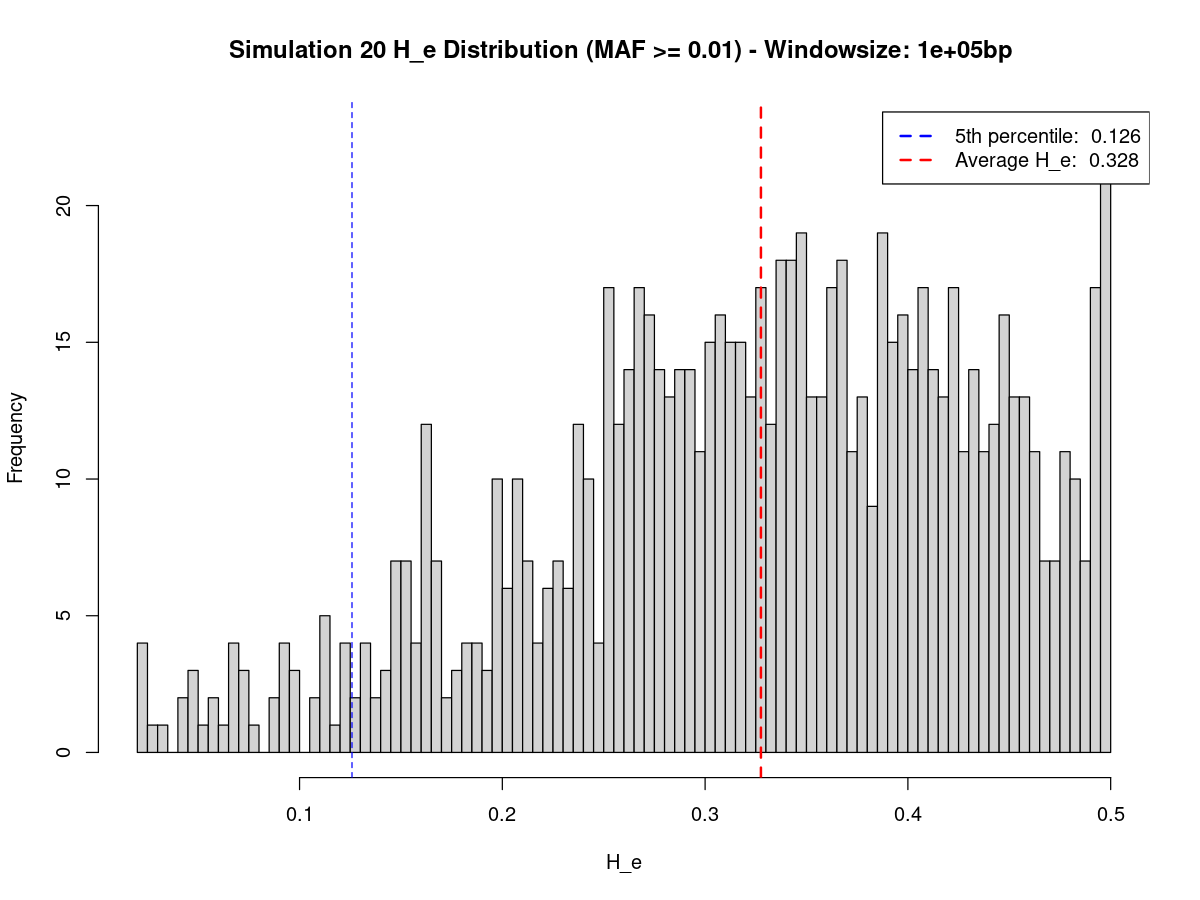 Simulation 20 H_e Distribution (MAF >= 0.01) - Windowsize: 1e+05bp
5th percentile:  0.126
Average H_e:  0.328
Frequency
20
15
10
5
0
0.1 0.2 0.3 0.4 0.5
H_e